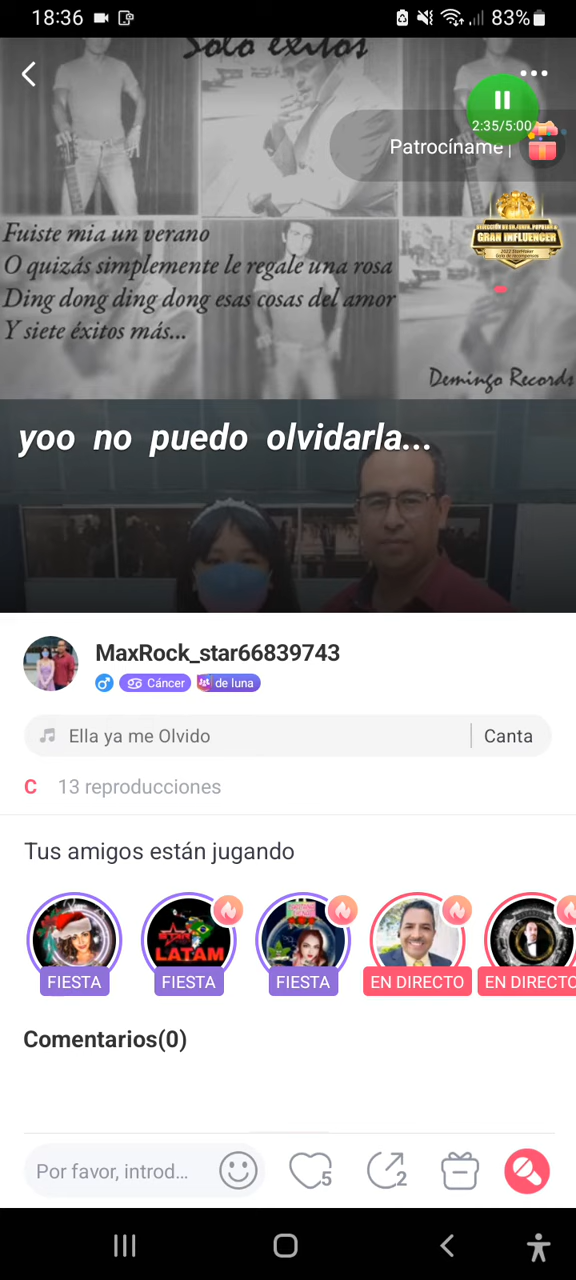 18:36
83%
Solo éxitos
2:35/5:00
Patrocíname |
GRAN INFLUENCER
Fuiste mia un verano
O quizás simplemente le regale una rosa
Ding dong ding dong esas cosas del amor
Y siete éxitos más...
Demingo Records
yoo no puedo olvidarla...
MaxRock_star66839743
Cáncer
de luna
Ella ya me Olvido
Canta
C 13 reproducciones
Tus amigos están jugando
LATAM
FIESTA
FIESTA
FIESTA
EN DIRECTO
EN DIRECTO
Comentarios(0)
Por favor, introd...
5
2